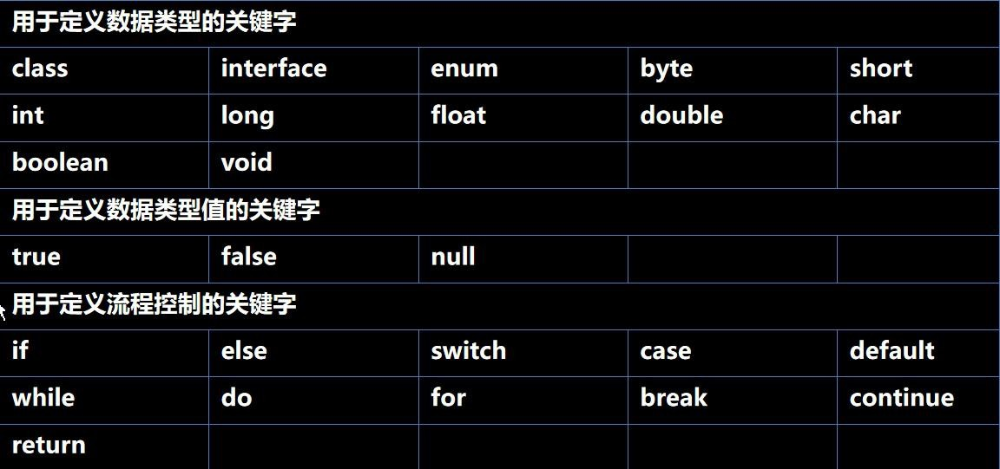 用于定义数据类型的关键字
class interface enum byte short
int long float double char
boolean void
用于定义数据类型值的关键字
true false null
用于定义流程控制的关键字
if else switch case default
while do for break continue
return